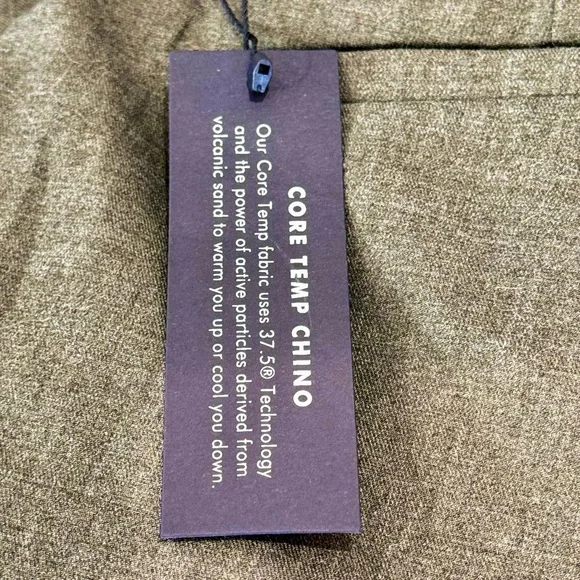 CORE TEMP CHINO
Our Core Temp fabric uses 37.5® Technology
and the power of active particles derived from
volcanic sand to warm you up or cool you down.